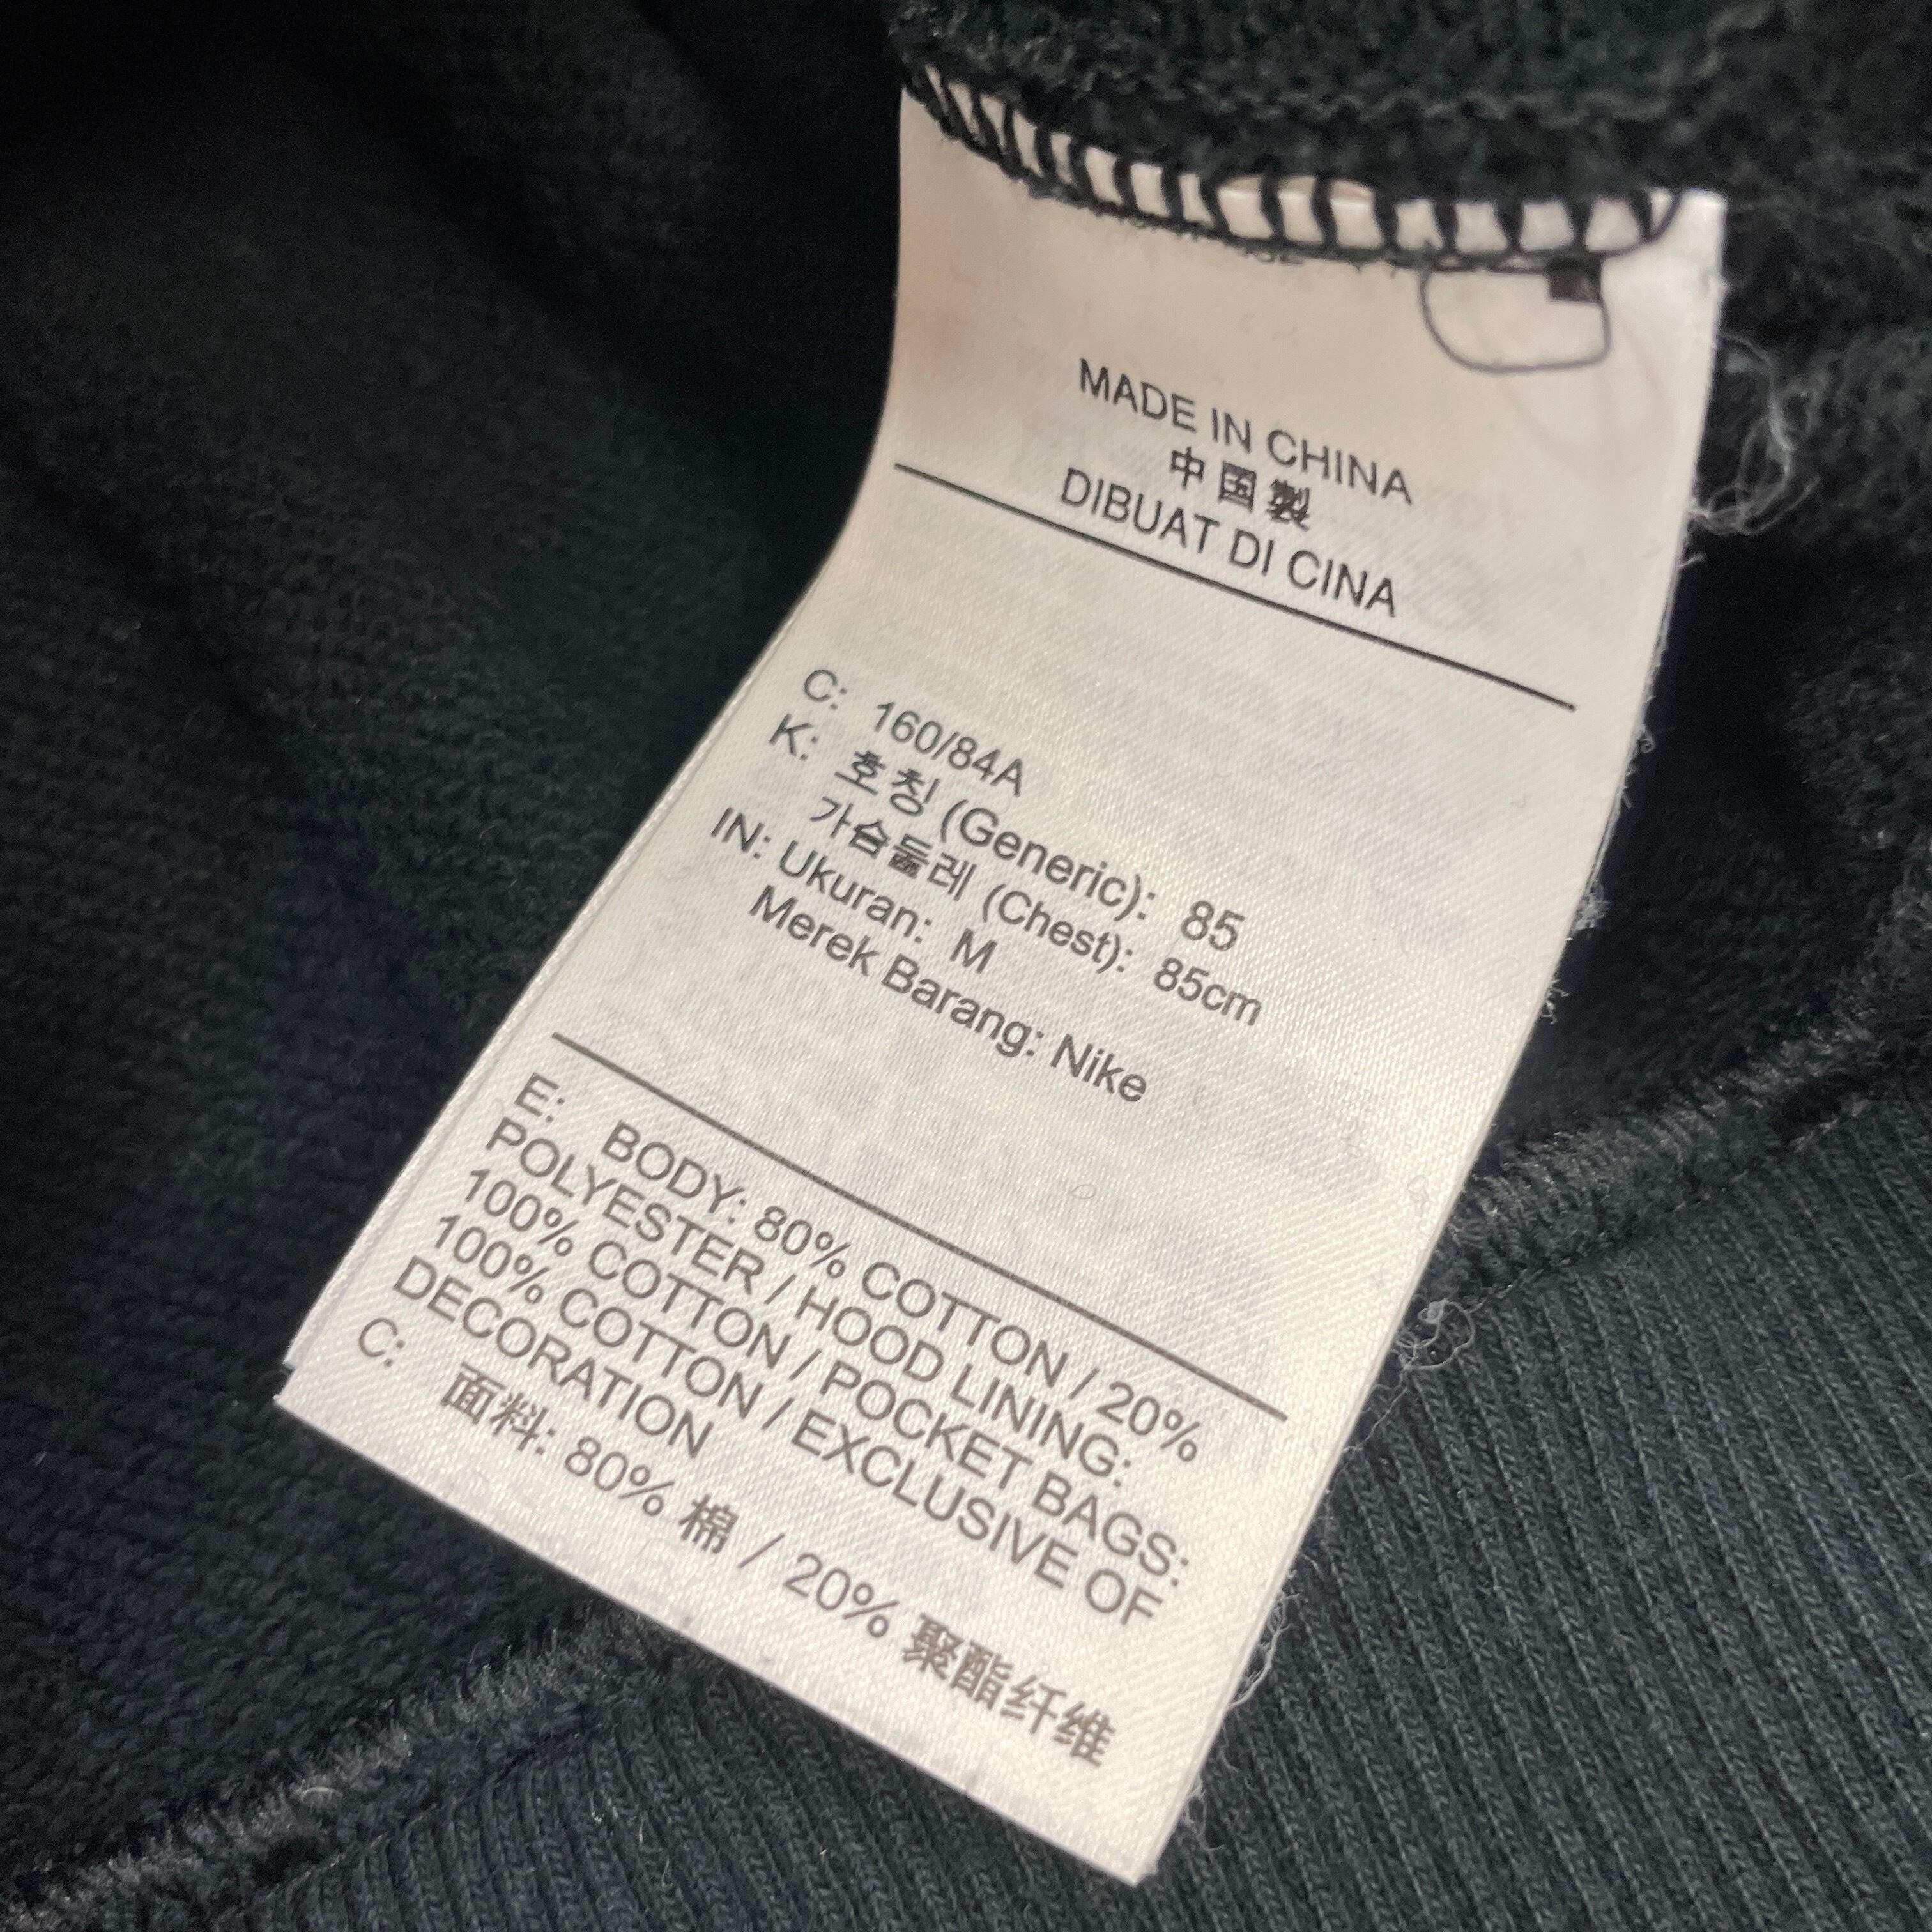 MADE IN CHINA
中国製
DIBUAT DI CINA
C: 160/84A
K: 호칭 (Generic): 85
가슴둘레 (Chest): 85cm
IN: Ukuran: M
Merek Barang: Nike
E: BODY: 80% COTTON / 20%
POLYESTER / HOOD LINING:
100% COTTON / POCKET BAGS:
100% COTTON / EXCLUSIVE OF
DECORATION
C: 面料: 80% 棉 / 20% 聚酯纤维